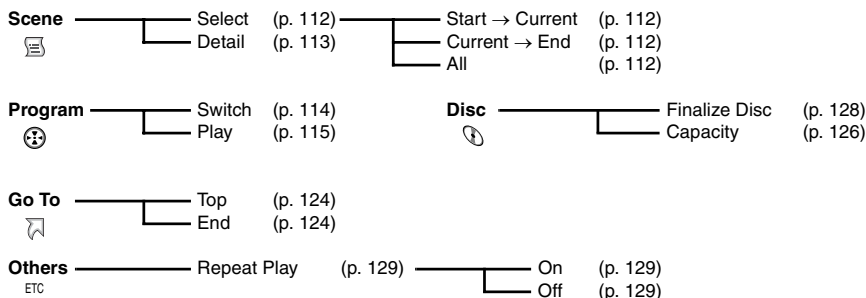 Scene Select (p. 112) Start → Current (p. 112)
Detail (p. 113) Current → End (p. 112)
All (p. 112)
Program Switch (p. 114) Disc Finalize Disc (p. 128)
Play (p. 115) Capacity (p. 126)
Go To Top (p. 124)
End (p. 124)
Others Repeat Play (p. 129) On (p. 129)
ETC Off (p. 129)